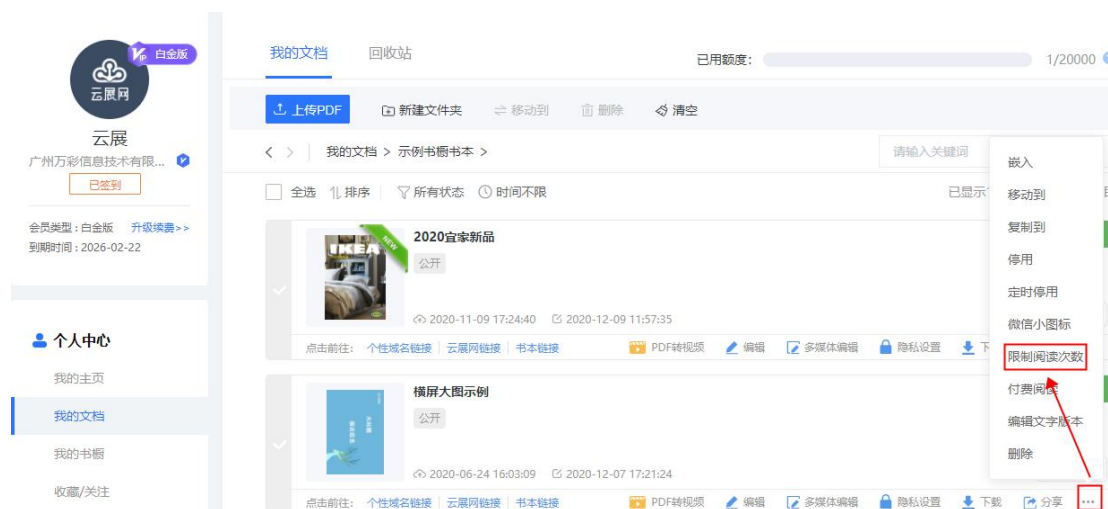 白金版
云展网
云展
广州万彩信息技术有限...
已签到
会员类型：白金版 升级续费>>
到期时间：2026-02-22
个人中心
我的主页
我的文档
我的书橱
收藏/关注
我的文档 回收站 已用额度： 1/20000
上传PDF 新建文件夹 移动到 删除 清空
我的文档 > 示例书橱书本 > 请输入关键词
全选 排序 所有状态 时间不限 已显示
NEW
IKEA
2020宜家新品
公开
2020-11-09 17:24:40 2020-12-09 11:57:35
点击前往： 个性域名链接 云展网链接 书本链接 PDF转视频 编辑 多媒体编辑 隐私设置
横屏大图示例
公开
2020-06-24 16:03:09 2020-12-07 17:21:24
点击前往： 个性域名链接 云展网链接 书本链接 PDF转视频 编辑 多媒体编辑 隐私设置 下载 分享 ...
嵌入
移动到
复制到
停用
定时停用
微信小图标
限制阅读次数
付费阅读
编辑文字版本
删除